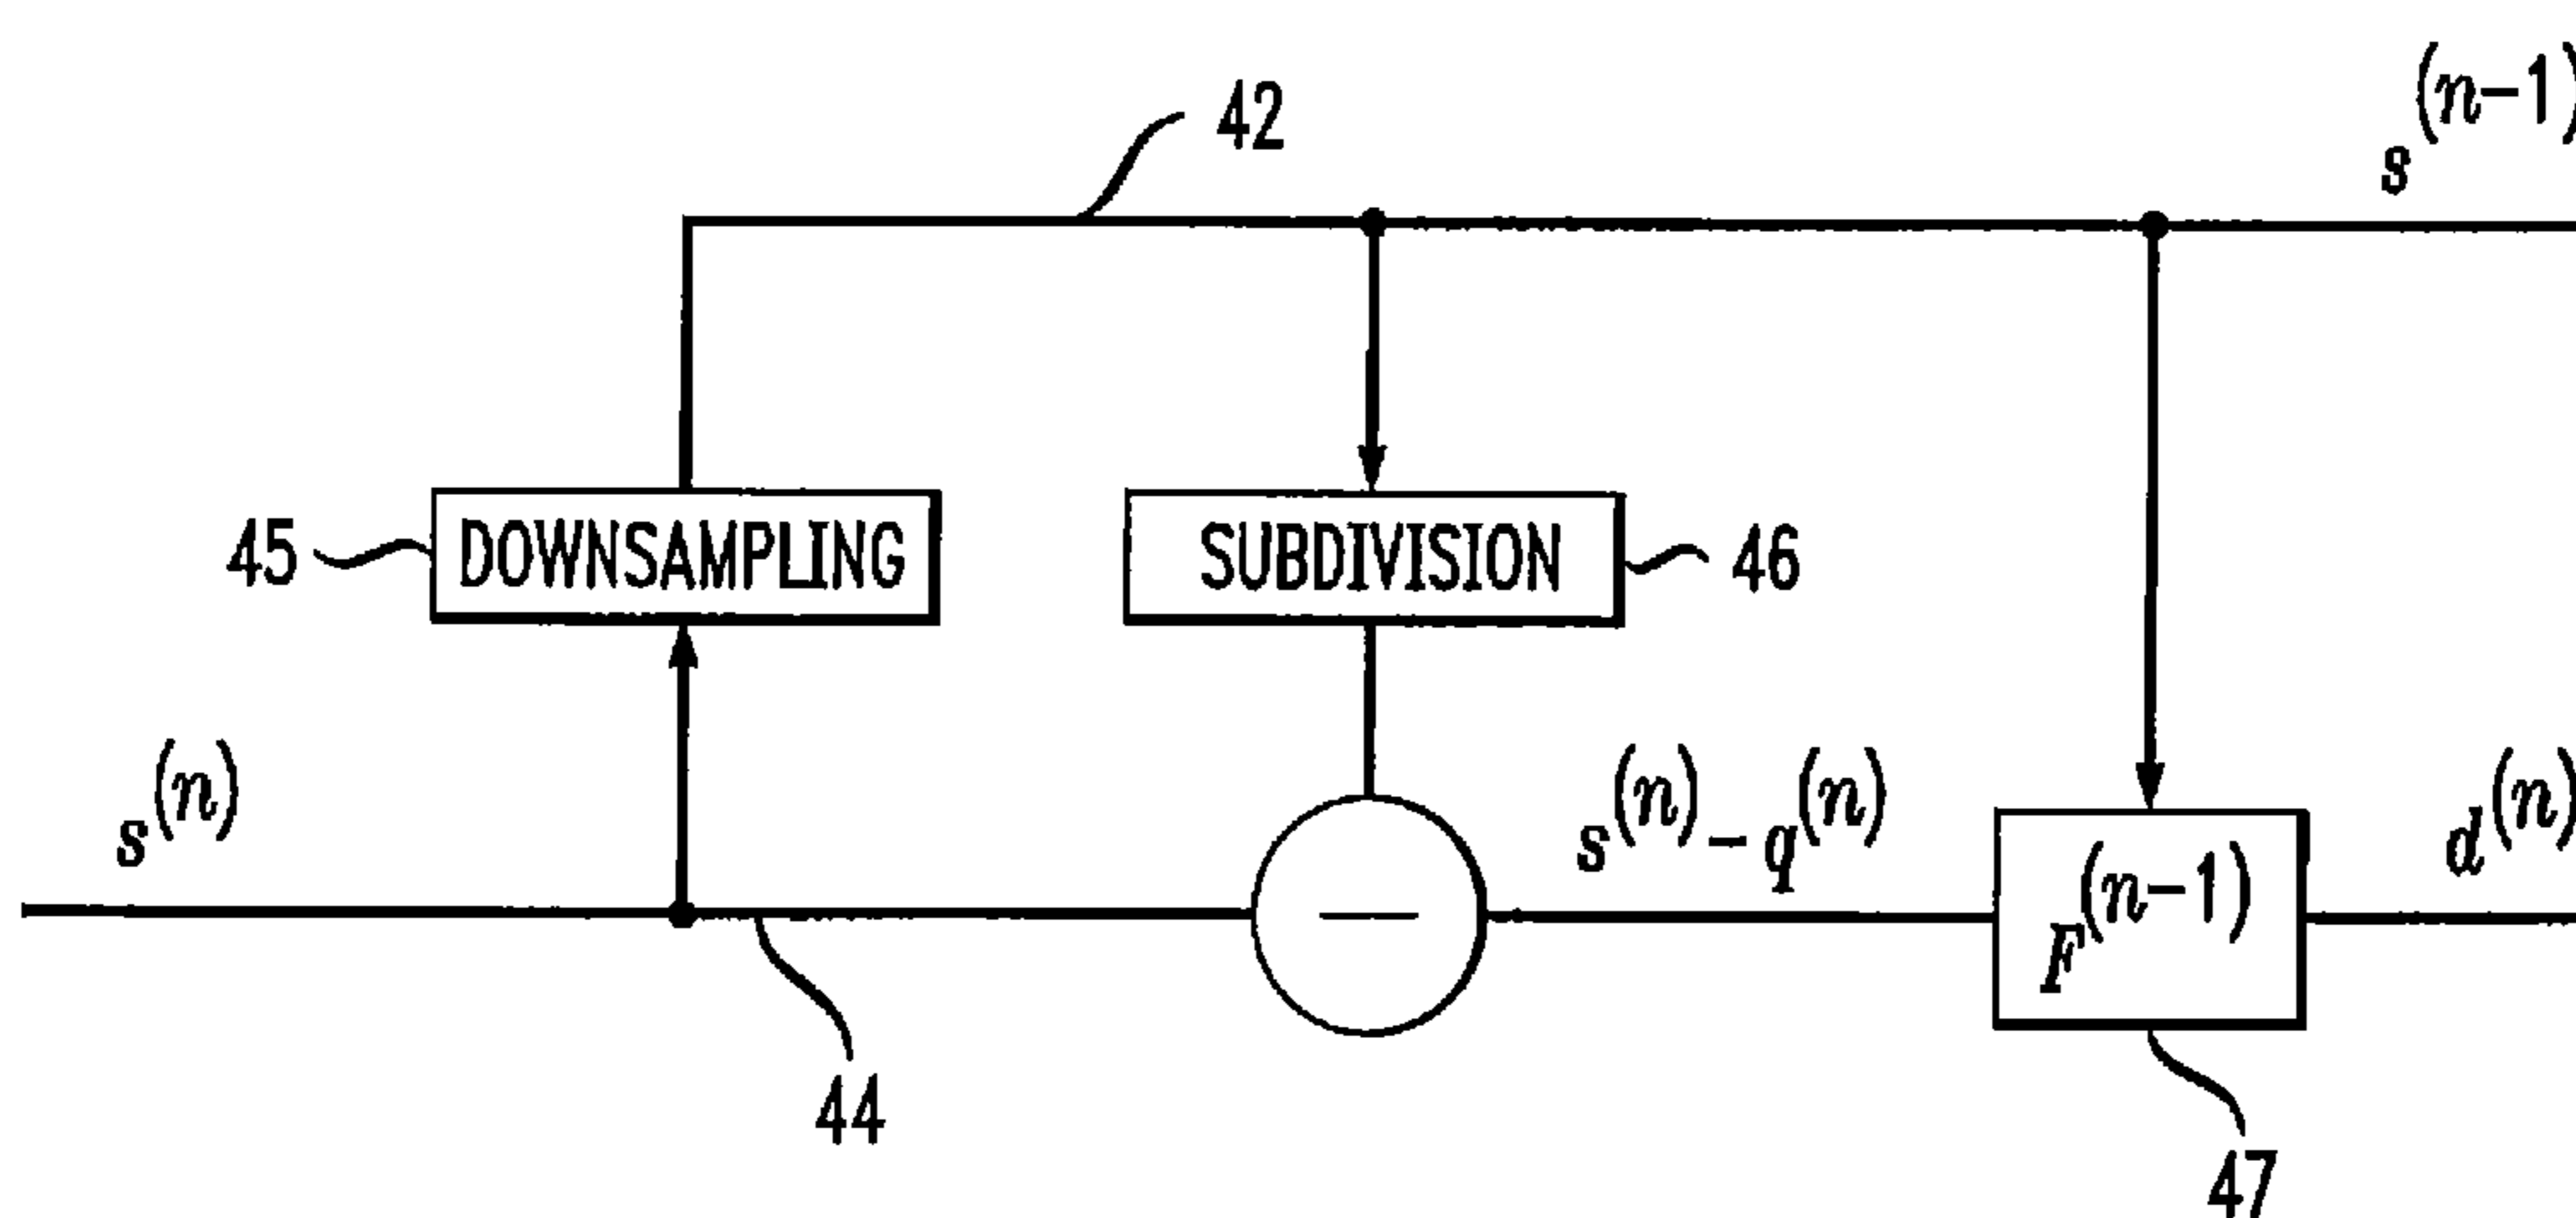 42
s^(n-1)
45
DOWNSAMPLING
SUBDIVISION
46
s^(n)
—
s^(n) - q^(n)
F^(n-1)
d^(n)
44
47